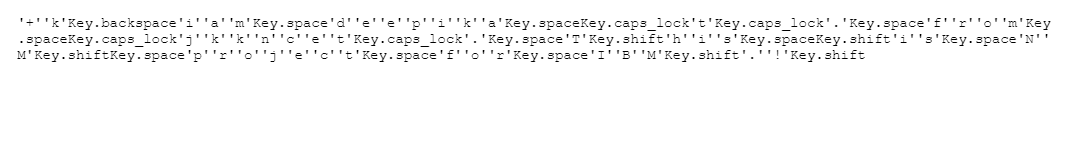 '+''k'Key.backspace'i''a''m'Key.space'd''e''e''p''i''k''a'Key.spaceKey.caps_lock't'Key.caps_lock'.'Key.space'f''r''o''m'Key
.spaceKey.caps_lock'j''k''k''n''c''e''t'Key.caps_lock'.'Key.space'T'Key.shift'h''i''s'Key.spaceKey.shift'i''s'Key.space'N''
M'Key.shiftKey.space'p''r''o''j''e''c''t'Key.space'f''o''r'Key.space'I''B''M'Key.shift'.''!'Key.shift